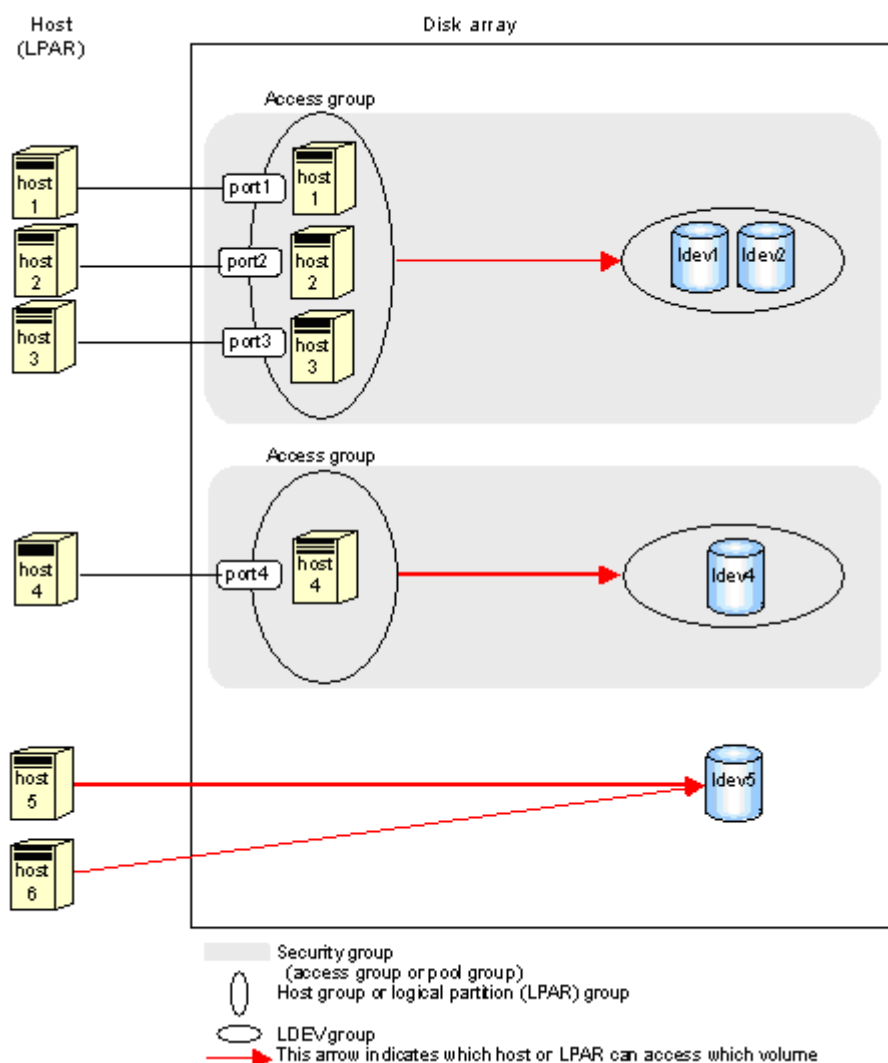 Host
(LPAR)
Disk array
Access group
host
1
port1
host
1
host
2
port2
host
2
ldev1
ldev2
host
3
port3
host
3
Access group
host
4
port4
host
4
ldev4
host
5
ldev5
host
6
Security group
(access group or pool group)
Host group or logical partition (LPAR) group
LDEV group
This arrow indicates which host or LPAR can access which volume